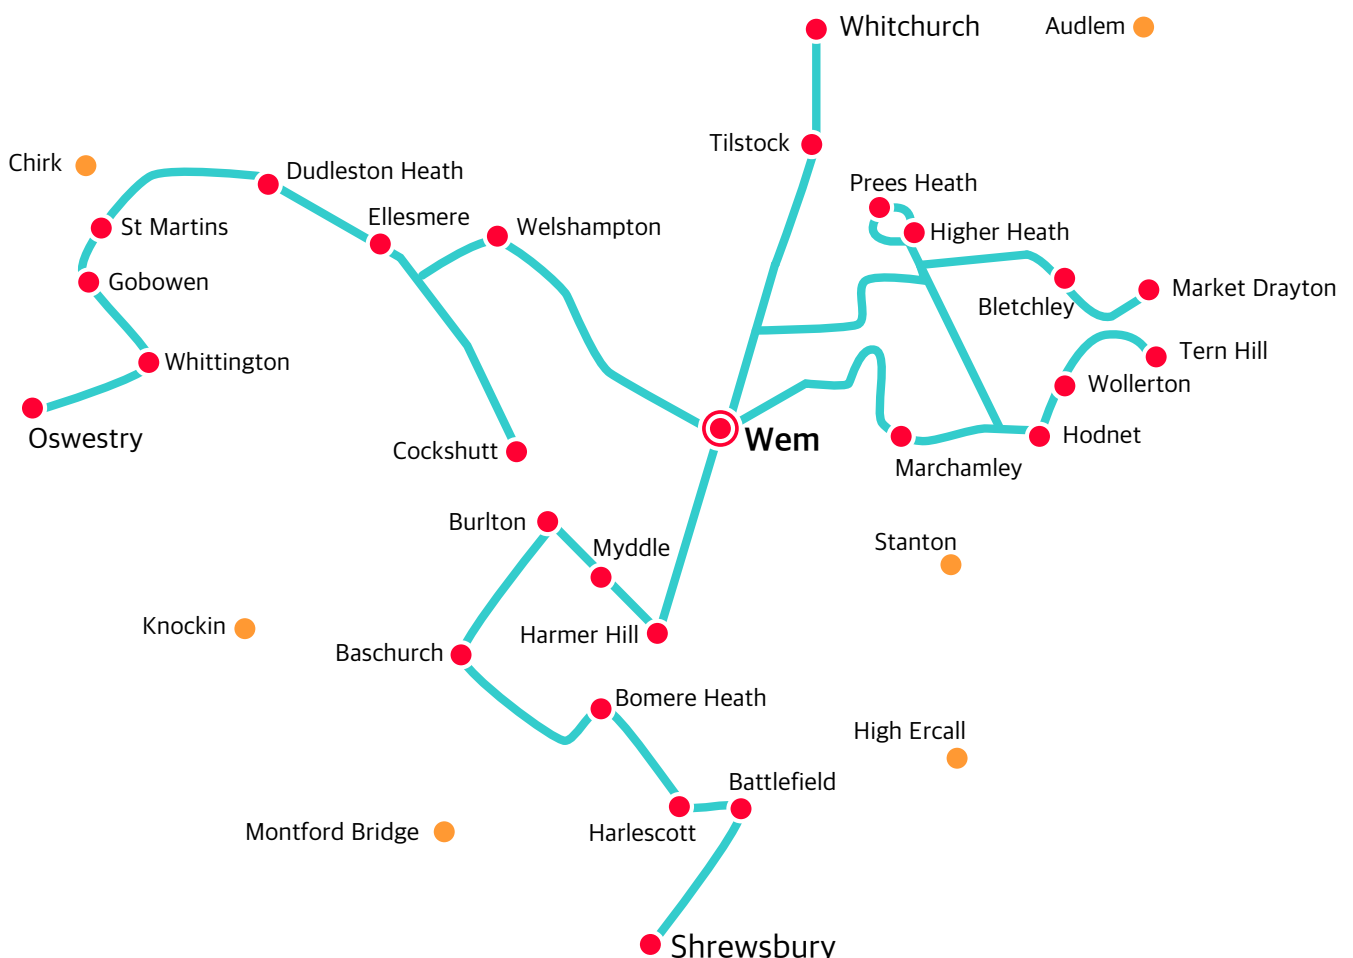 Whitchurch
Audlem
Tilstock
Chirk
Dudleston Heath
Prees Heath
Ellesmere
St Martins
Welshampton
Higher Heath
Gobowen
Market Drayton
Bletchley
Whittington
Tern Hill
Wollerton
Oswestry
Wem
Hodnet
Cockshutt
Marchamley
Burlton
Myddle
Stanton
Knockin
Harmer Hill
Baschurch
Bomere Heath
High Ercall
Battlefield
Montford Bridge
Harlescott
Shrewsbury